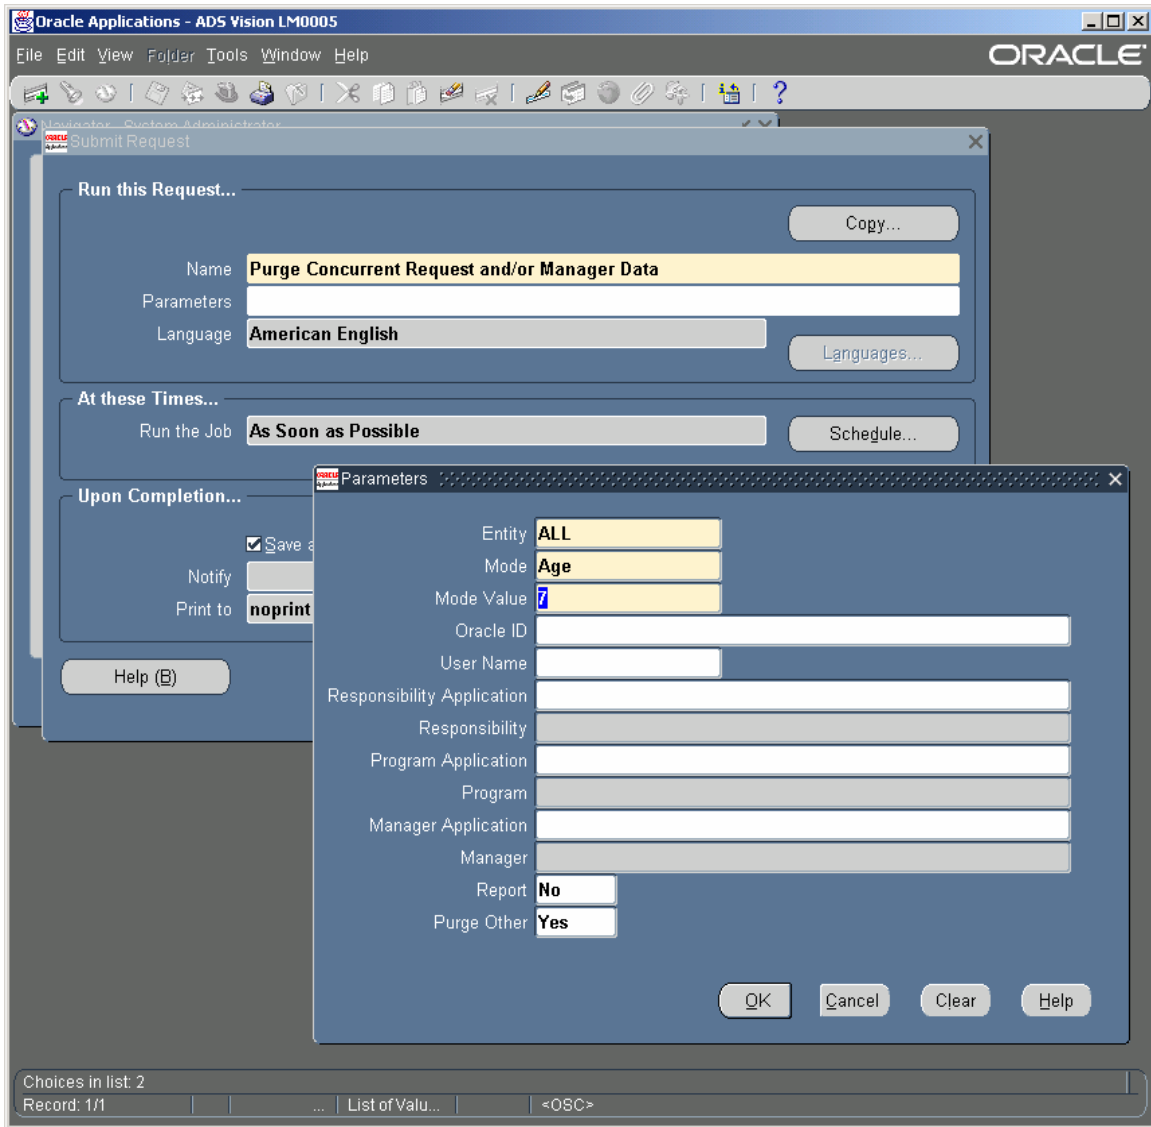 Oracle Applications - ADS Vision LM0005
File Edit View Folder Tools Window Help
ORACLE
Navigator - System Administrator
Submit Request
Run this Request...
Copy...
Name Purge Concurrent Request and/or Manager Data
Parameters
Language American English
Languages...
At these Times...
Run the Job As Soon as Possible
Schedule...
Upon Completion...
Save a
Notify
Print to noprint
Help (B)
Parameters
Entity ALL
Mode Age
Mode Value 7
Oracle ID
User Name
Responsibility Application
Responsibility
Program Application
Program
Manager Application
Manager
Report No
Purge Other Yes
OK Cancel Clear Help
Choices in list: 2
Record: 1/1 ... List of Valu... <OSC>